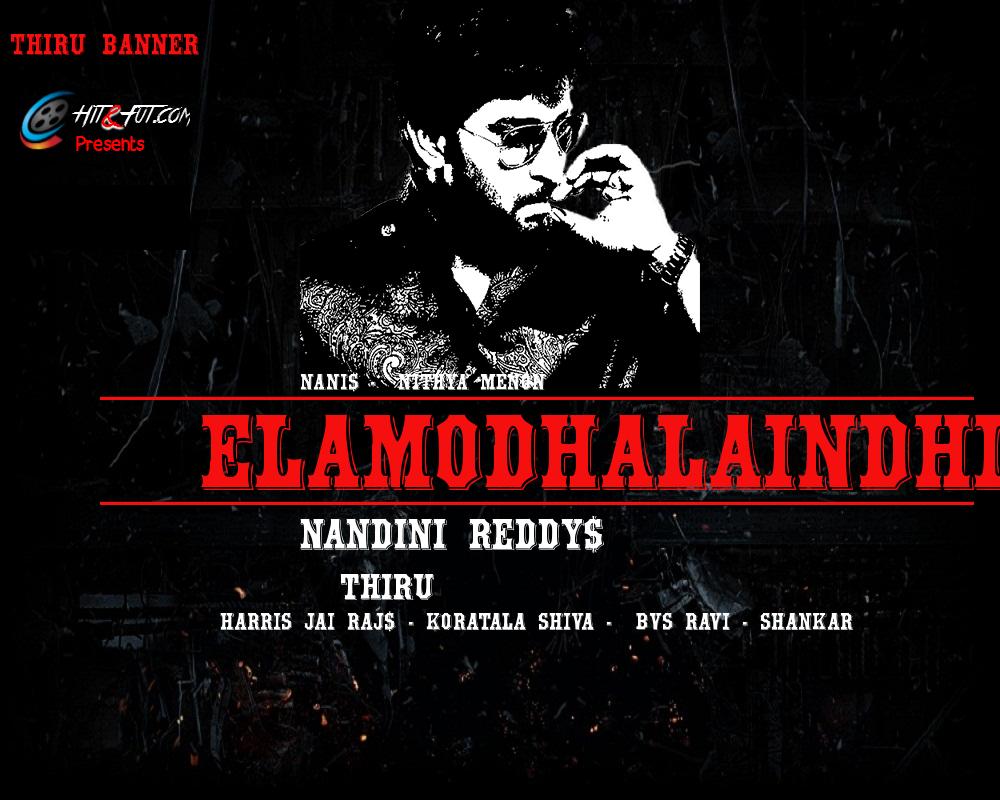 THIRU BANNER
HIT&FUT.COM
Presents
NANI$ - NITHYA MENON
ELAMODHALAINDHI
NANDINI REDDY$
THIRU
HARRIS JAI RAJ$ - KORATALA SHIVA - BVS RAVI - SHANKAR